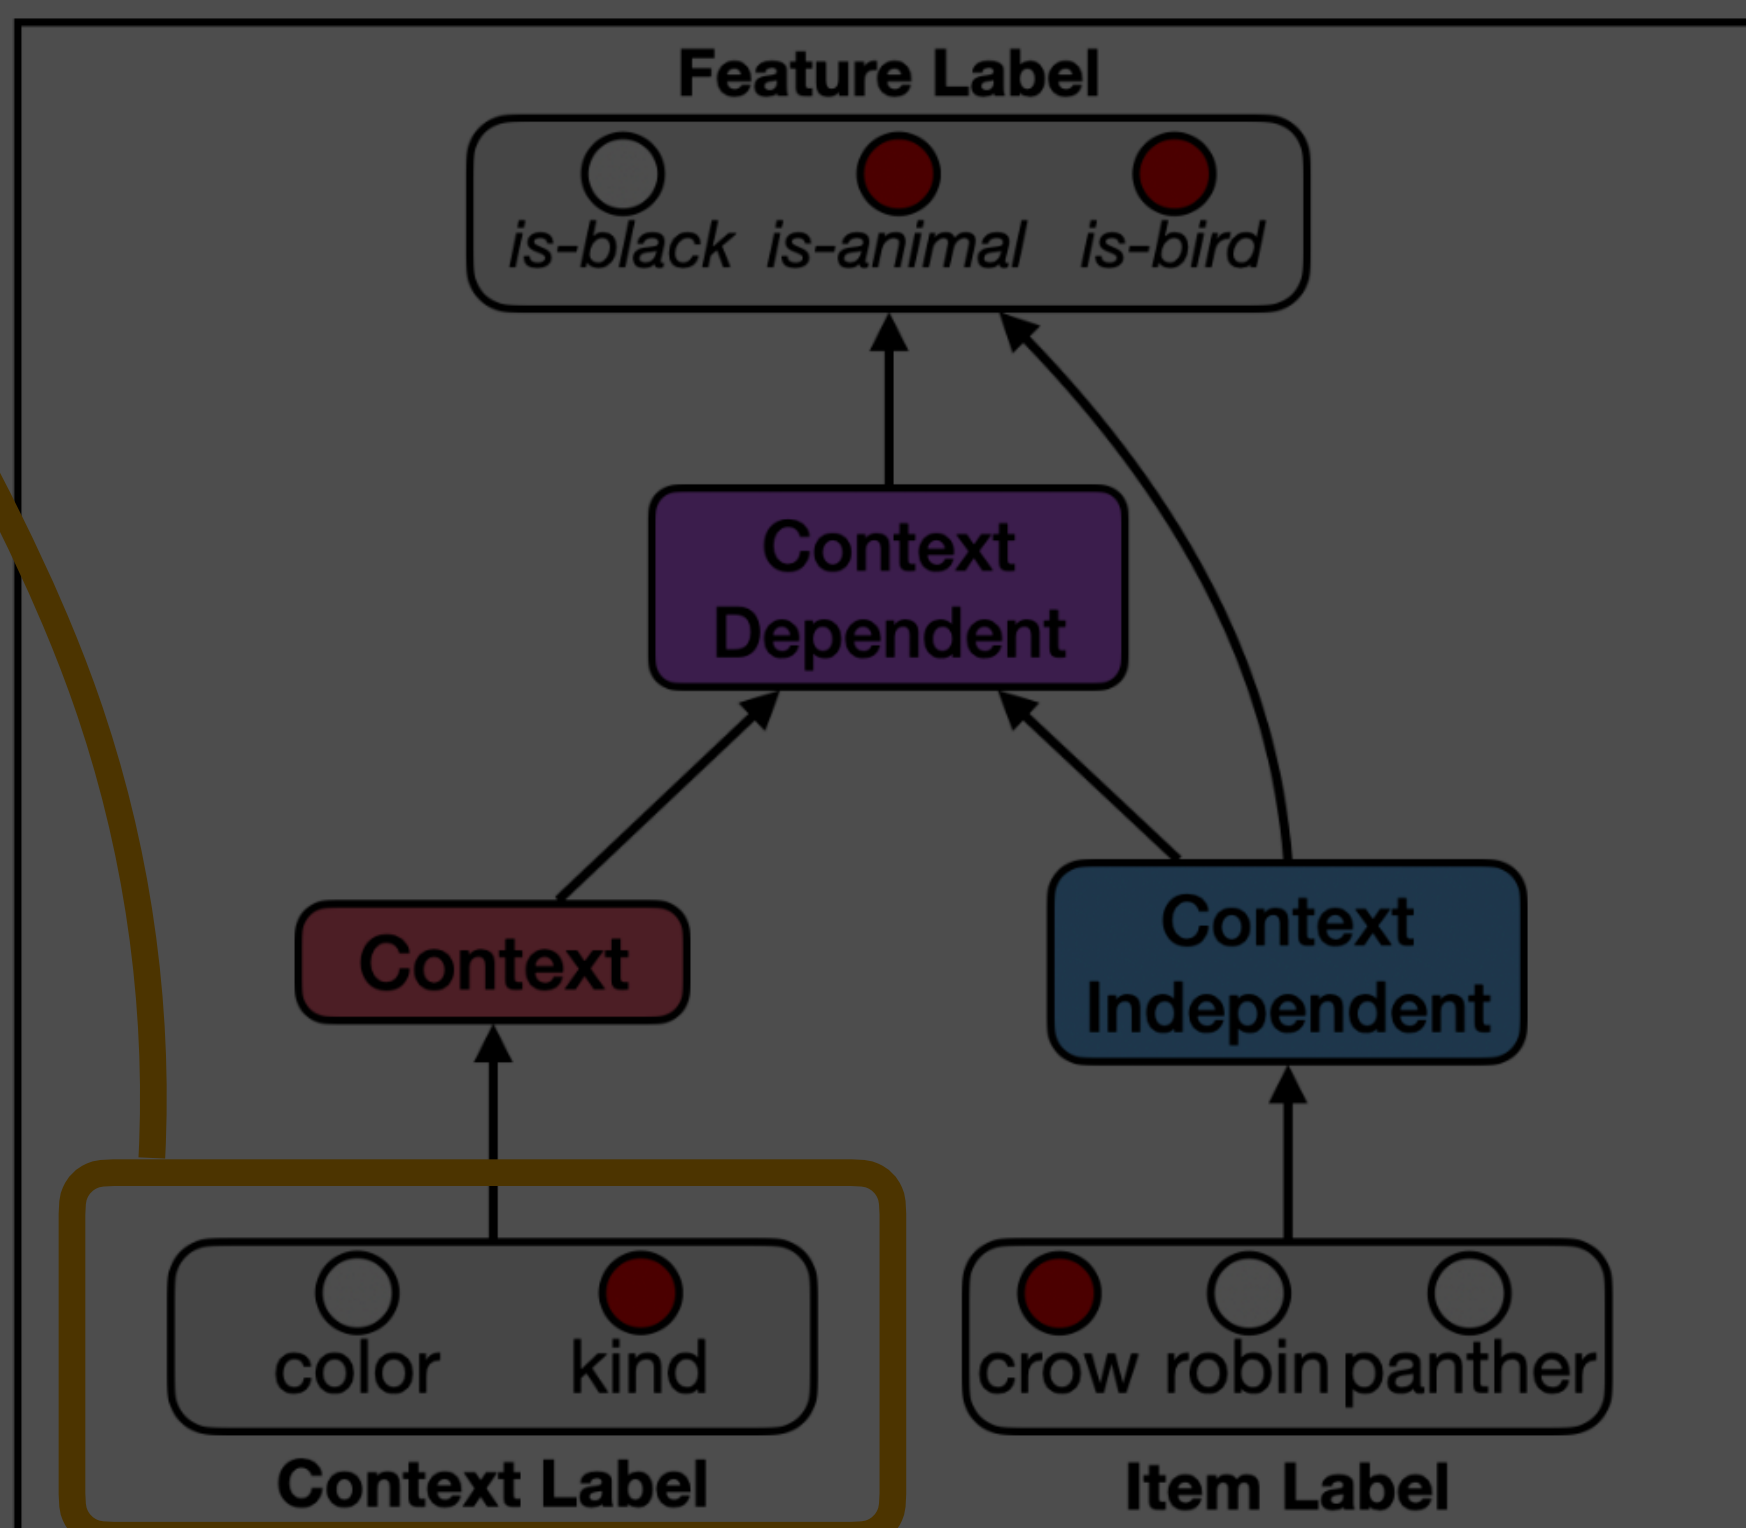 Feature Label
is-black is-animal is-bird
Context
Dependent
Context
Context
Independent
color kind
crow robin panther
Context Label
Item Label